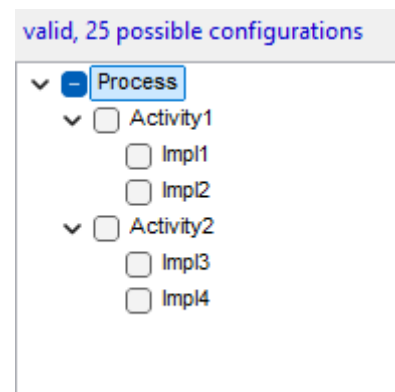 valid, 25 possible configurations
Process
Activity1
Impl1
Impl2
Activity2
Impl3
Impl4